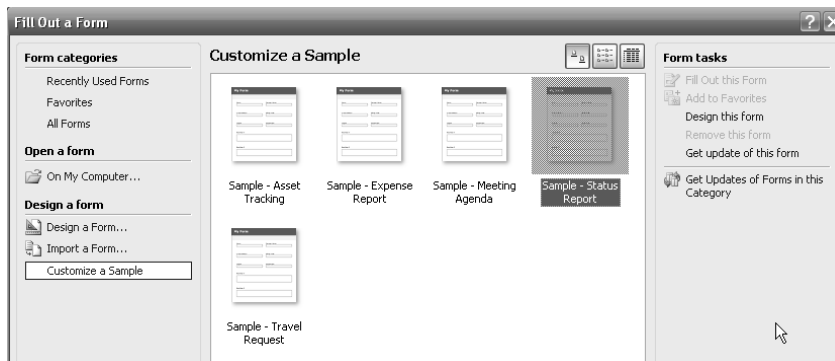 Fill Out a Form
Form categories
Recently Used Forms
Favorites
All Forms
Open a form
On My Computer...
Design a form
Design a Form...
Import a Form...
Customize a Sample
Customize a Sample
Sample - Asset
Tracking
Sample - Expense
Report
Sample - Meeting
Agenda
Sample - Status
Report
Sample - Travel
Request
Form tasks
Fill Out this Form
Add to Favorites
Design this form
Remove this form
Get update of this form
Get Updates of Forms in this
Category